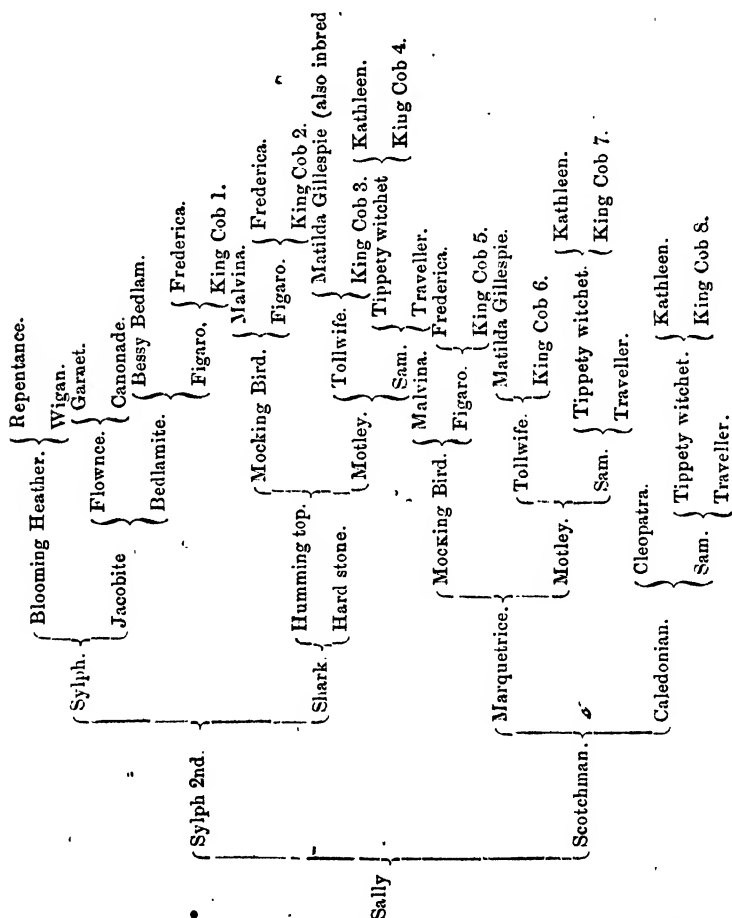 Repentance.
Blooming Heather.
Wigan.
Sylph. Garnet.
Flownce.
Jacobite Canonade.
Bessy Bedlam.
Bedlamite.
Frederica.
Sylph 2nd. Figaro,
King Cob 1.
Malvina.
Mocking Bird. Frederica.
Figaro.
Humming top. King Cob 2.
Shark. Matilda Gillespie (also inbred
Hard stone. Tollwife.
Motley. King Cob 3. Kathleen.
Sally Tippety witchet
Sam. King Cob 4.
Malvina. Traveller.
Mocking Bird. Frederica.
Figaro.
King Cob 5.
Marquetrice. Matilda Gillespie.
Tollwife.
King Cob 6.
Motley. Kathleen.
Scotchman. Tippety witchet.
Sam. King Cob 7.
Traveller.
Cleopatra.
Caledonian. Kathleen.
Tippety witchet.
Sam. King Cob 8.
Traveller.